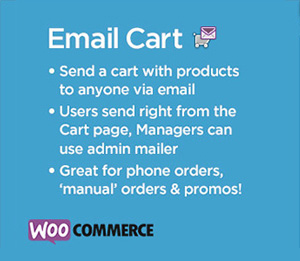 Email Cart
• Send a cart with products
to anyone via email
• Users send right from the
Cart page, Managers can
use admin mailer
• Great for phone orders,
‘manual’ orders & promos!
WOO COMMERCE